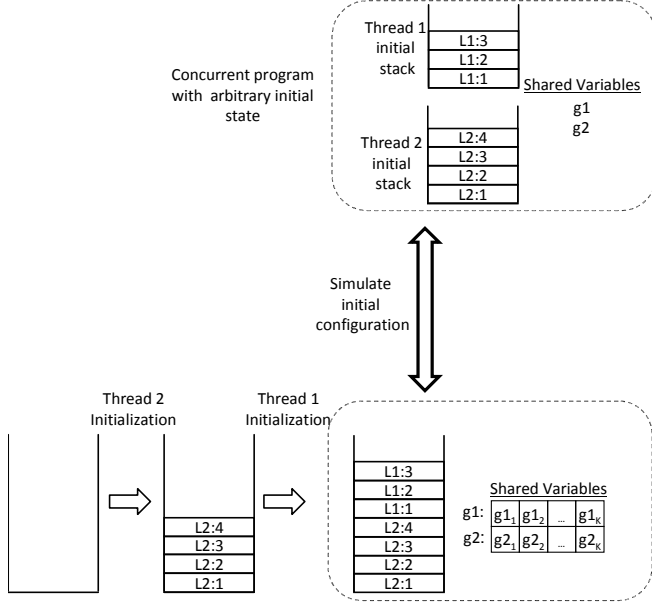 Thread 1
initial
stack
L1:3
L1:2
L1:1
Concurrent program
with arbitrary initial
state
Shared Variables
g1
g2
Thread 2
initial
stack
L2:4
L2:3
L2:2
L2:1
Simulate
initial
configuration
Thread 2
Initialization
Thread 1
Initialization
L2:4
L2:3
L2:2
L2:1
L1:3
L1:2
L1:1
L2:4
L2:3
L2:2
L2:1
Shared Variables
g1: g1₁ g1₂ ... g1ₖ
g2: g2₁ g2₂ ... g2ₖ